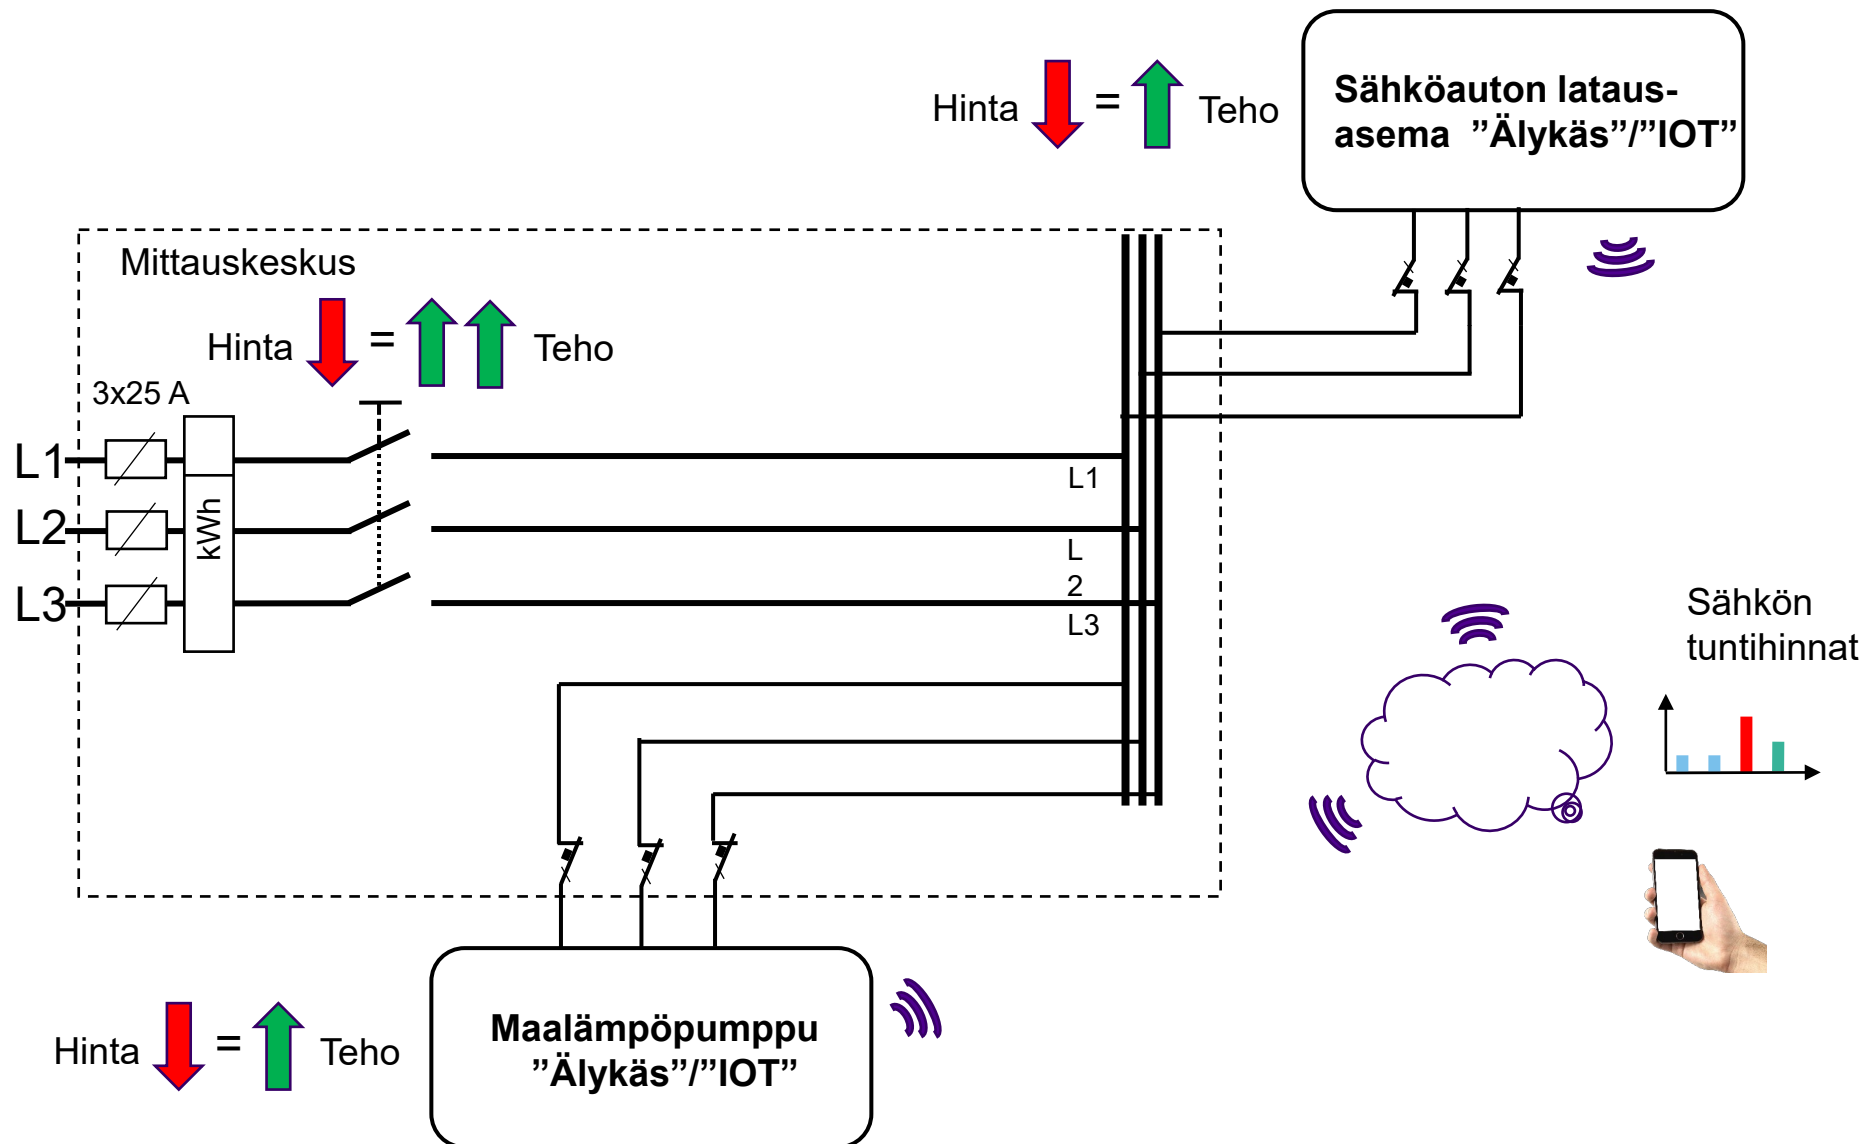 Hinta = Teho
Sähköauton lataus-
asema ”Älykäs”/”IOT”
Mittauskeskus
Hinta = Teho
3x25 A
L1
L2
L3
kWh
L1
L
2
L3
Sähkön
tuntihinnat
Hinta = Teho
Maalämpöpumppu
”Älykäs”/”IOT”